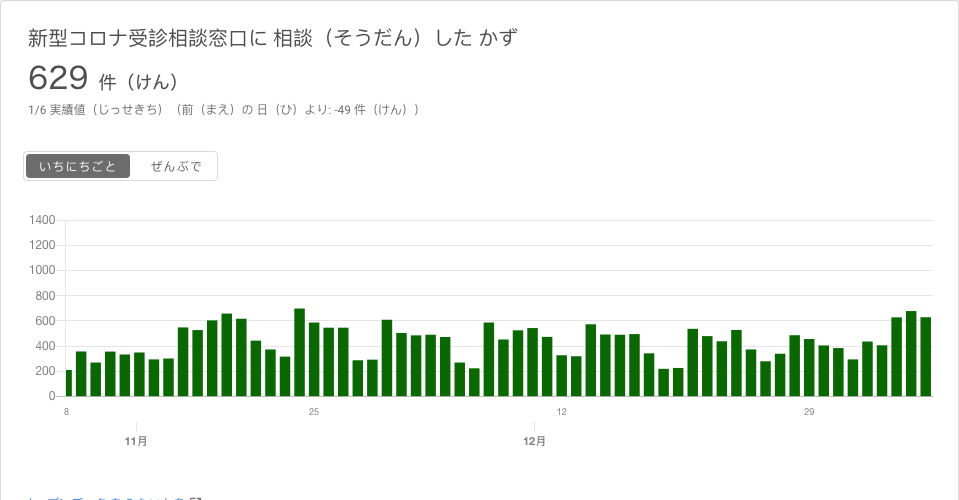 新型コロナ受診相談窓口に 相談（そうだん）した かず
629 件（けん）
1/6 実績値（じっせきち）（前（まえ）の 日（ひ）より: -49 件（けん））
いちにちごと ぜんぶで
1400
1200
1000
800
600
400
200
0
8 25 12 29
11月 12月